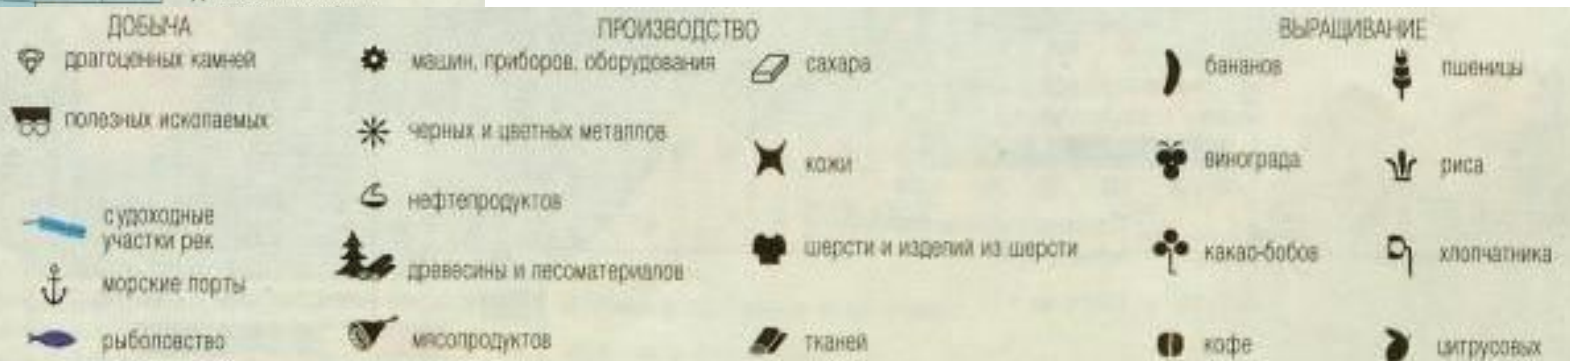 ДОБЫЧА
драгоценных камней
полезных ископаемых
судоходные
участки рек
морские порты
рыболовство
ПРОИЗВОДСТВО
машин, приборов, оборудования
черных и цветных металлов
нефтепродуктов
древесины и лесоматериалов
мясопродуктов
сахара
кожи
шерсти и изделий из шерсти
тканей
ВЫРАЩИВАНИЕ
бананов
винограда
какао-бобов
кофе
пшеницы
риса
хлопчатника
цитрусовых